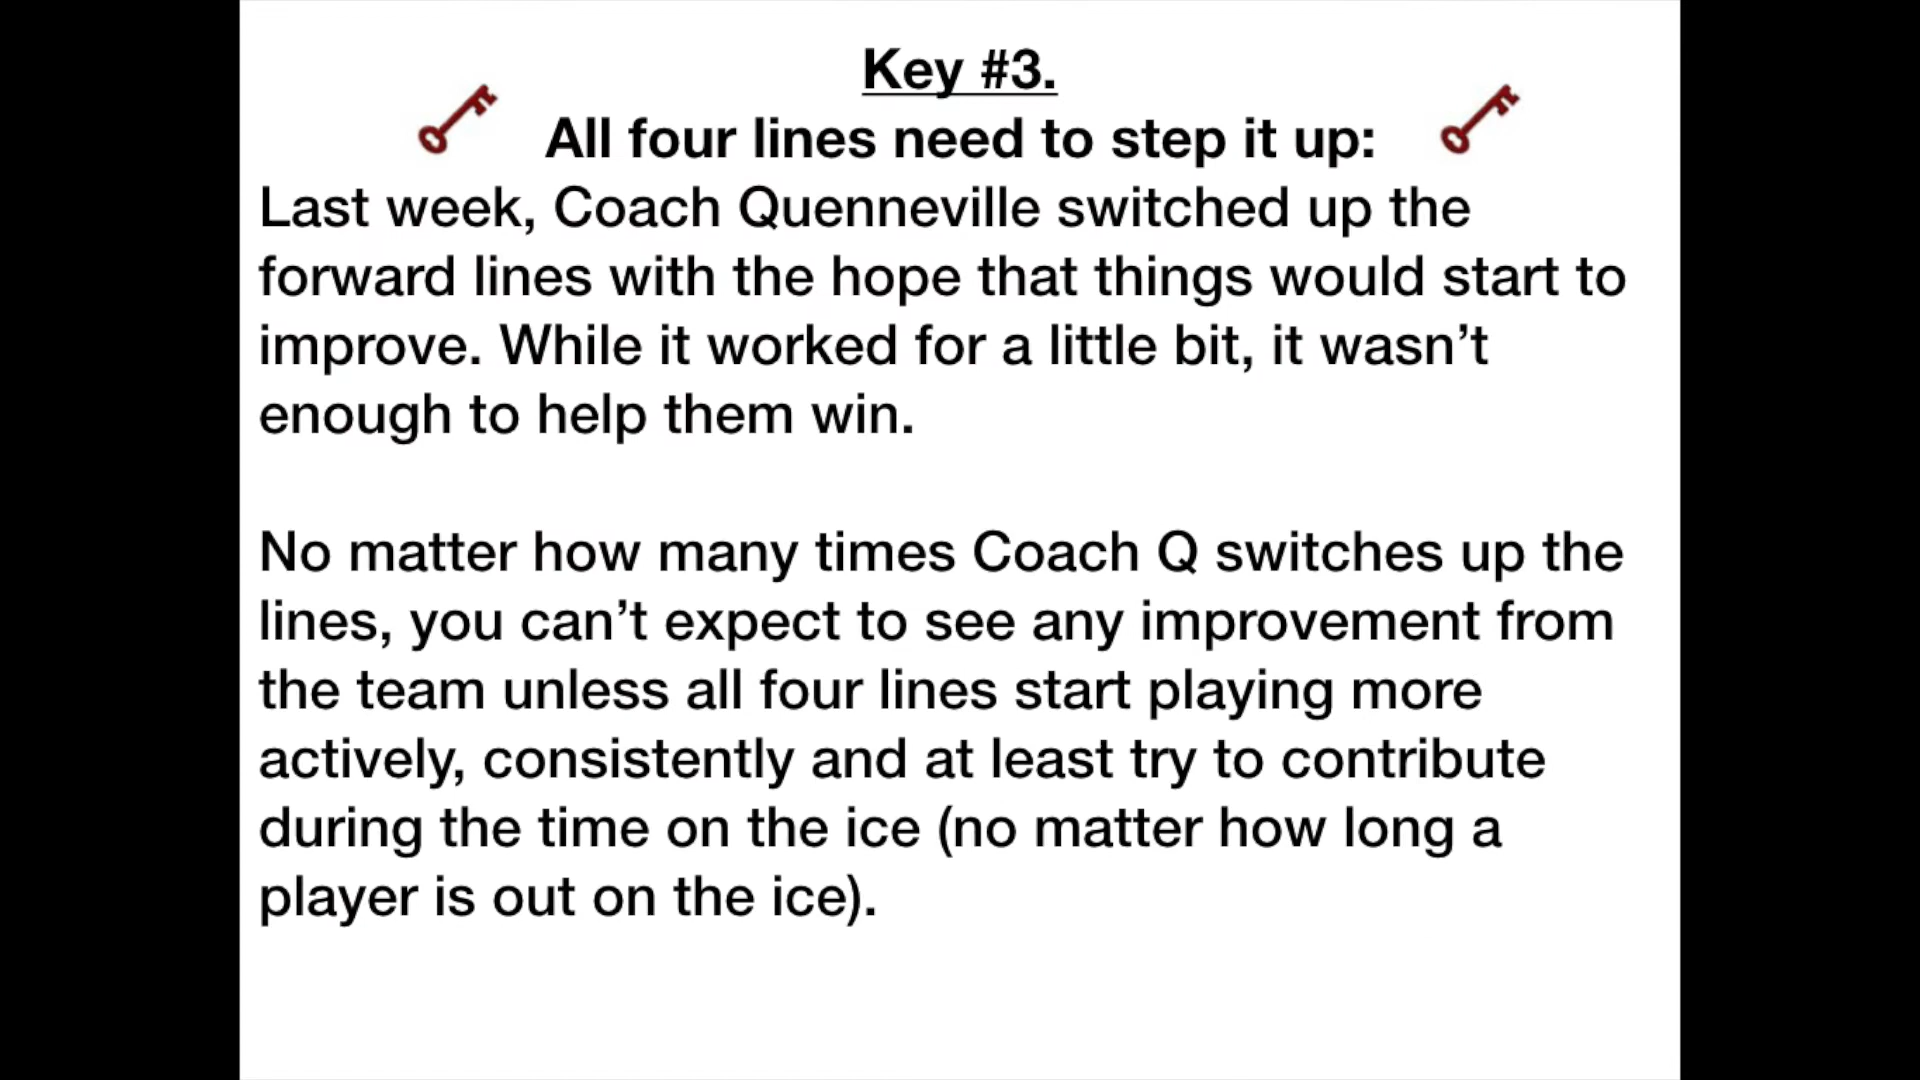 Key #3.
All four lines need to step it up:
Last week, Coach Quenneville switched up the
forward lines with the hope that things would start to
improve. While it worked for a little bit, it wasn’t
enough to help them win.
No matter how many times Coach Q switches up the
lines, you can’t expect to see any improvement from
the team unless all four lines start playing more
actively, consistently and at least try to contribute
during the time on the ice (no matter how long a
player is out on the ice).